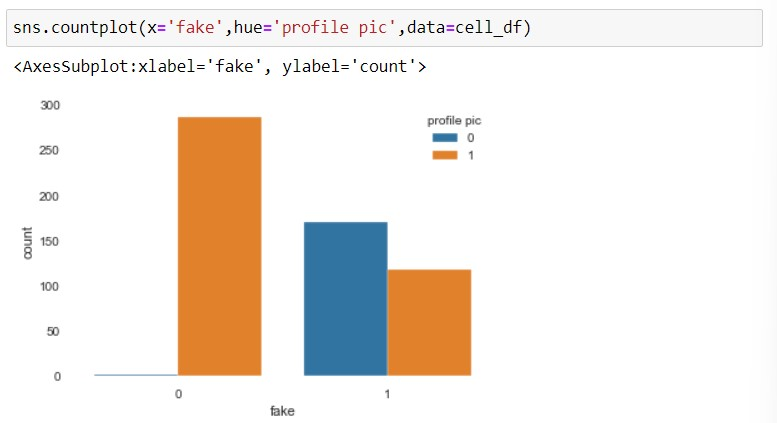 sns.countplot(x='fake',hue='profile pic',data=cell_df)
<AxesSubplot:xlabel='fake', ylabel='count'>
300
250
200
150
100
50
0
count
profile pic
0
1
0 1
fake